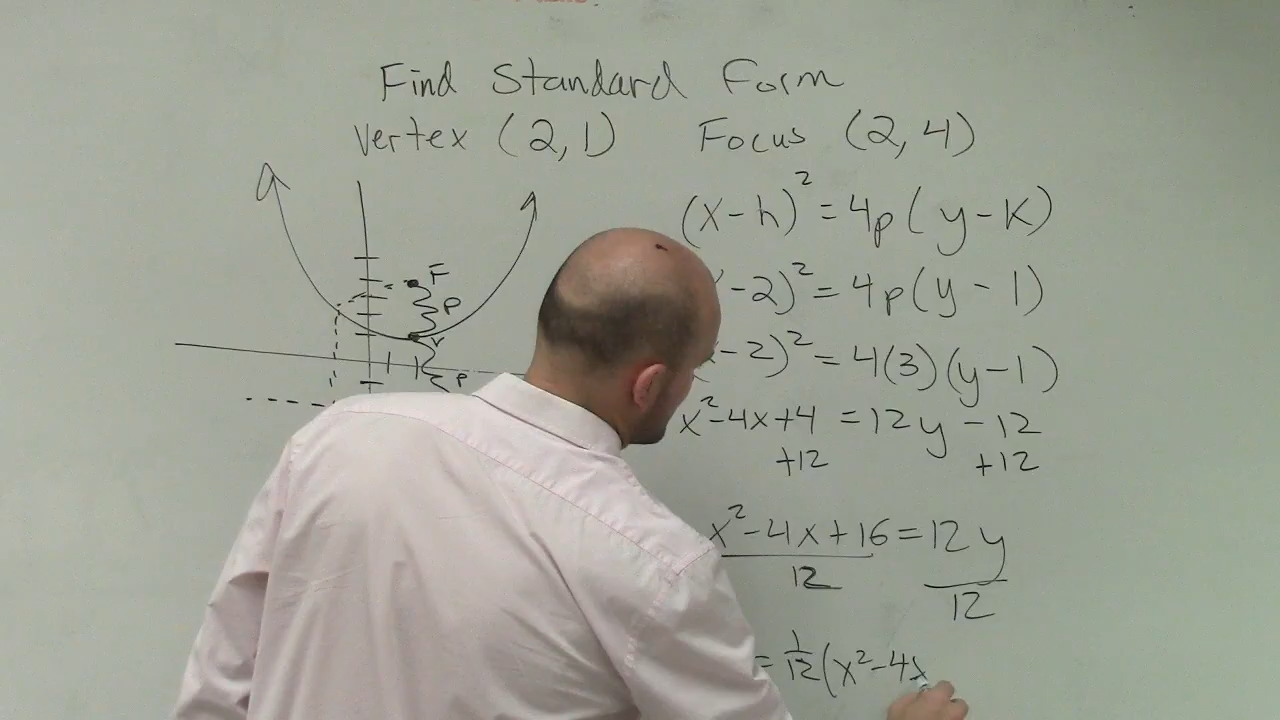 Find Standard Form
Vertex (2,1) Focus (2,4)
(x-h)²=4p(y-k)
-2)²=4p(y-1)
-2)²=4(3)(y-1)
x²-4x+4=12y-12
+12 +12
x²-4x+16=12y
12 12
=1/12(x²-4x
F
P
V
P